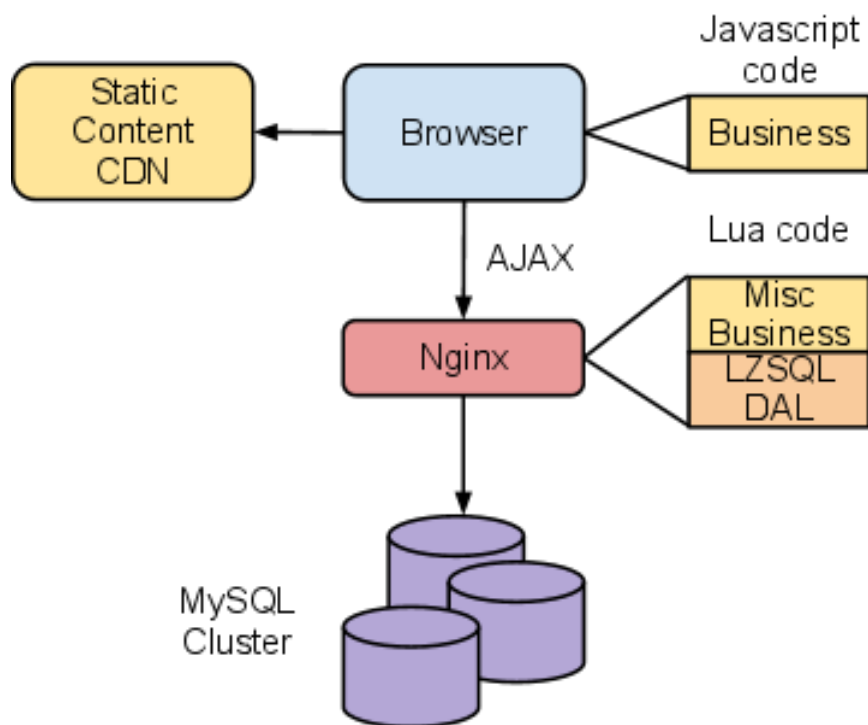 Javascript
code
Static
Content
CDN
Browser
Business
Lua code
AJAX
Misc
Business
Nginx
LZSQL
DAL
MySQL
Cluster